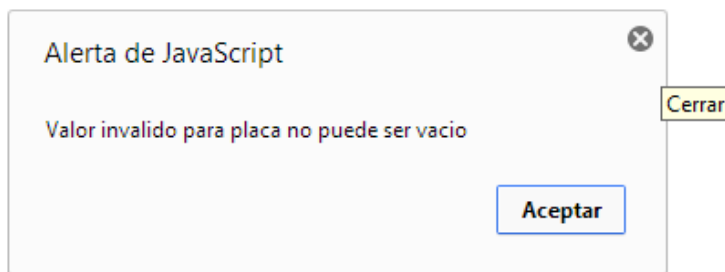 Alerta de JavaScript
Cerrar
Valor invalido para placa no puede ser vacio
Aceptar